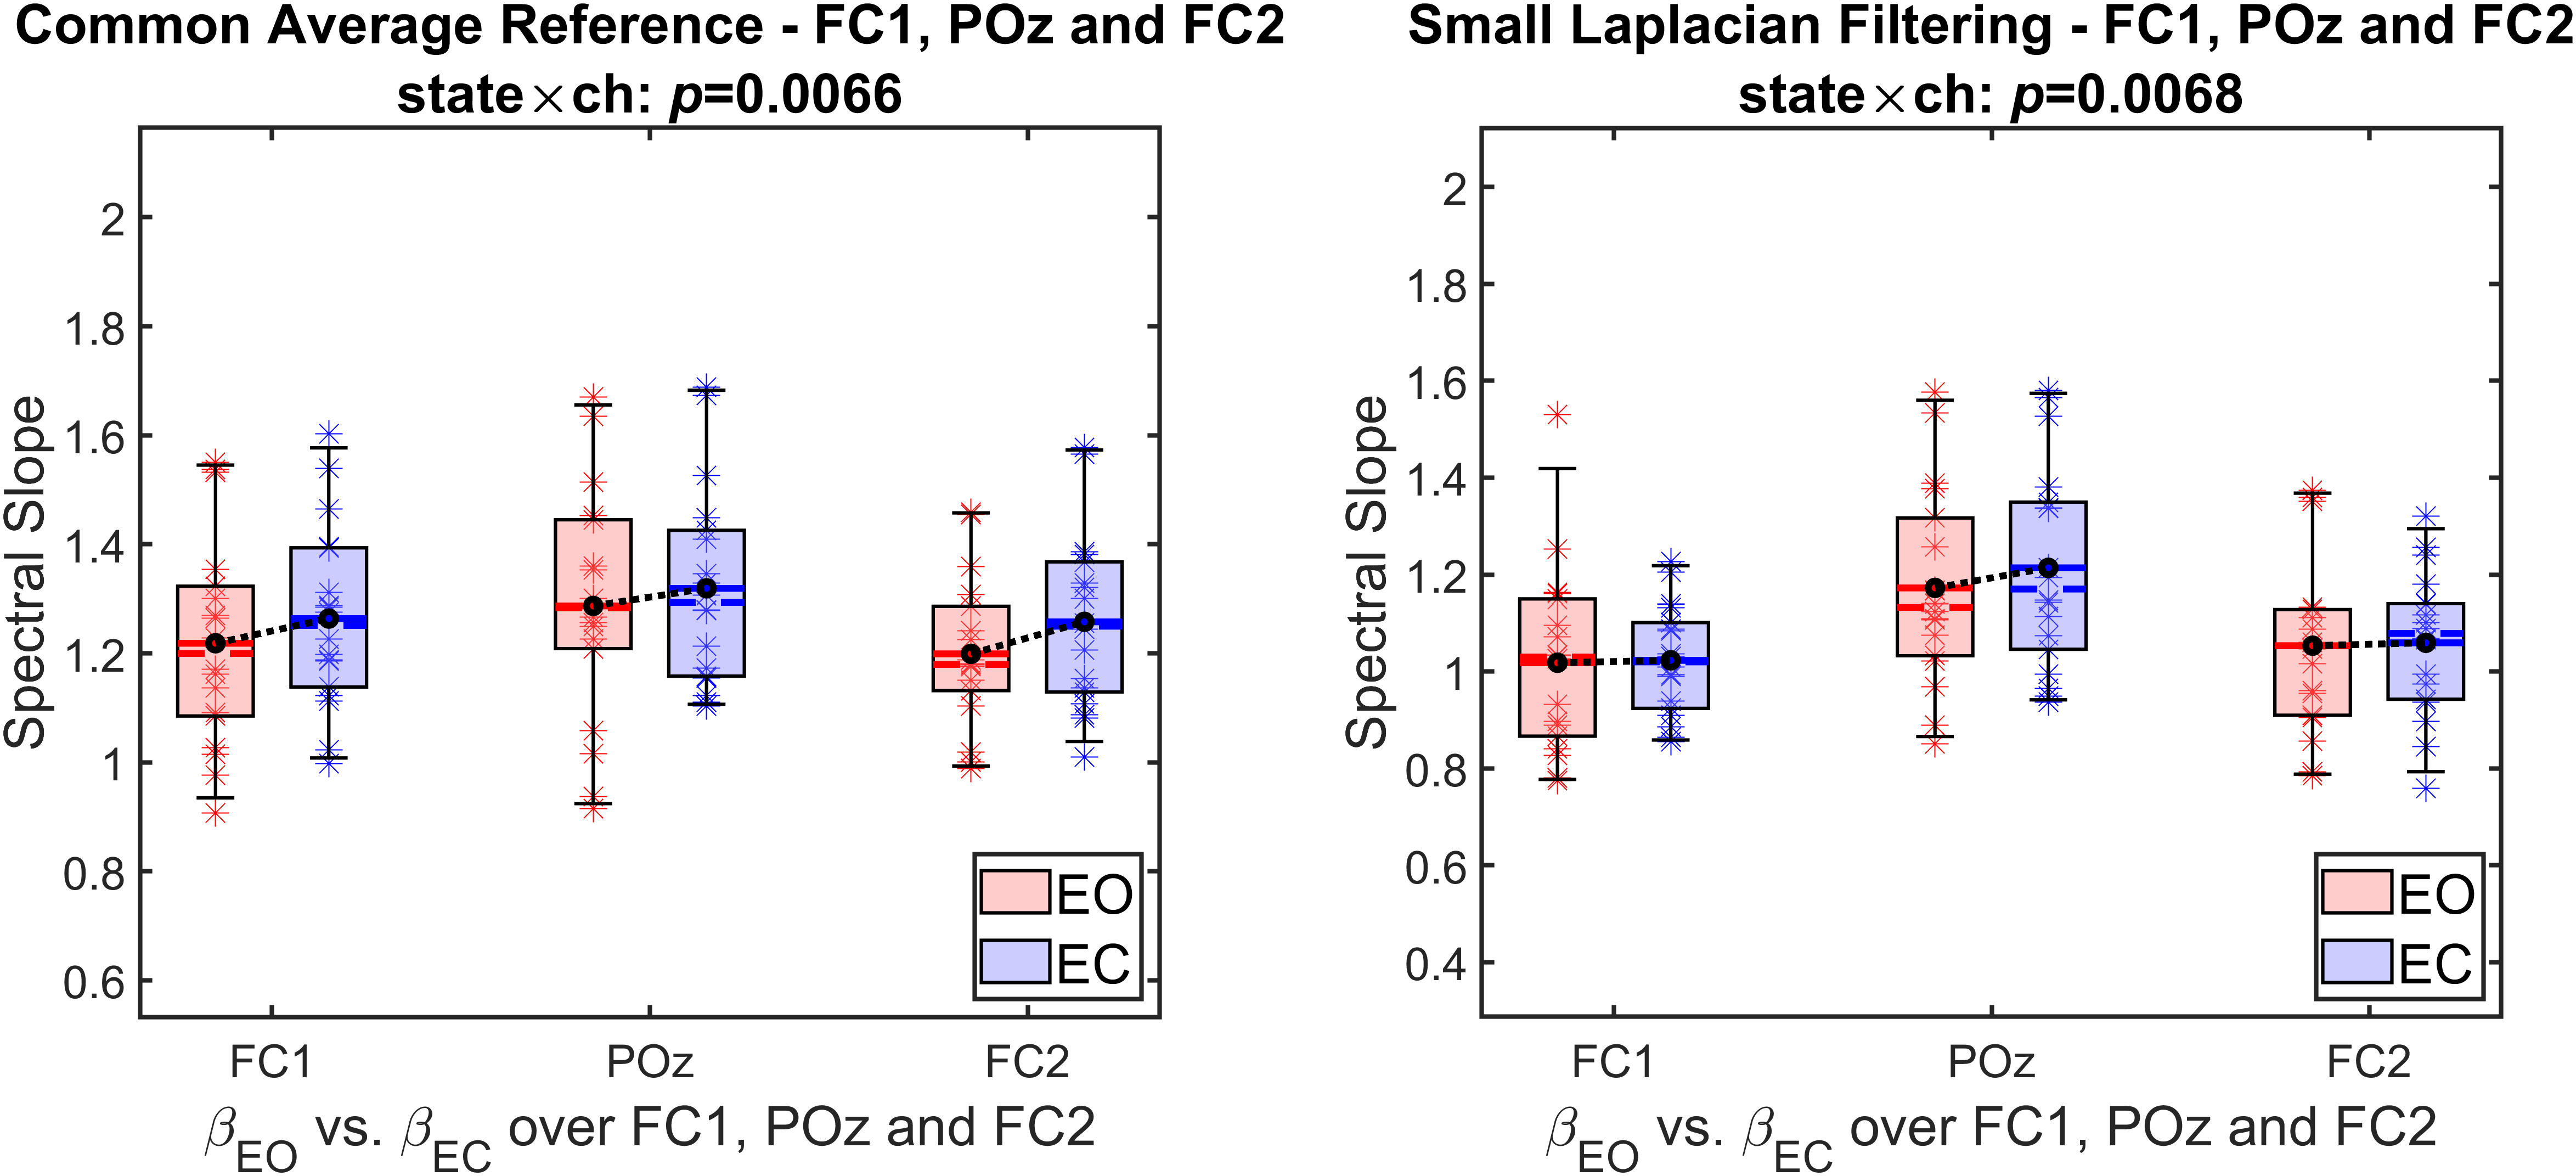 Common Average Reference - FC1, POz and FC2
state×ch: p=0.0066
Spectral Slope
2
1.8
1.6
1.4
1.2
1
0.8
0.6
EO
EC
FC1 POz FC2
βEO vs. βEC over FC1, POz and FC2
Small Laplacian Filtering - FC1, POz and FC2
state×ch: p=0.0068
Spectral Slope
2
1.8
1.6
1.4
1.2
1
0.8
0.6
0.4
EO
EC
FC1 POz FC2
βEO vs. βEC over FC1, POz and FC2